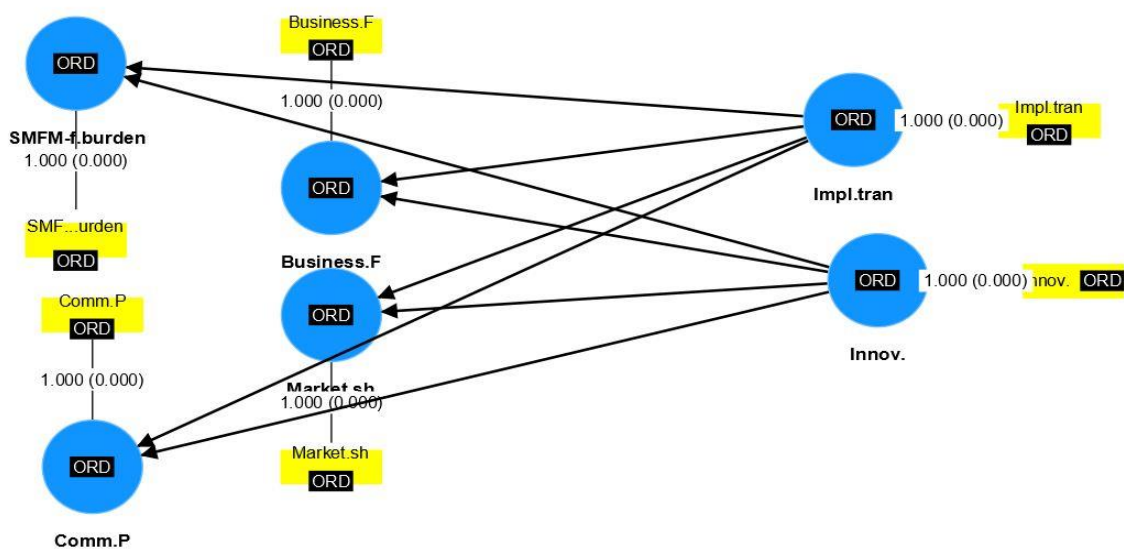 ORD
SMFM-f.burden
1.000 (0.000)
SMF...urden
ORD
Comm.P
ORD
1.000 (0.000)
ORD
Comm.P
Business.F
ORD
1.000 (0.000)
ORD
Business.F
ORD
Market.sh
1.000 (0.000)
Market.sh
ORD
ORD
1.000 (0.000)
Impl.tran
ORD
Impl.tran
ORD
1.000 (0.000)
nnov.
ORD
Innov.